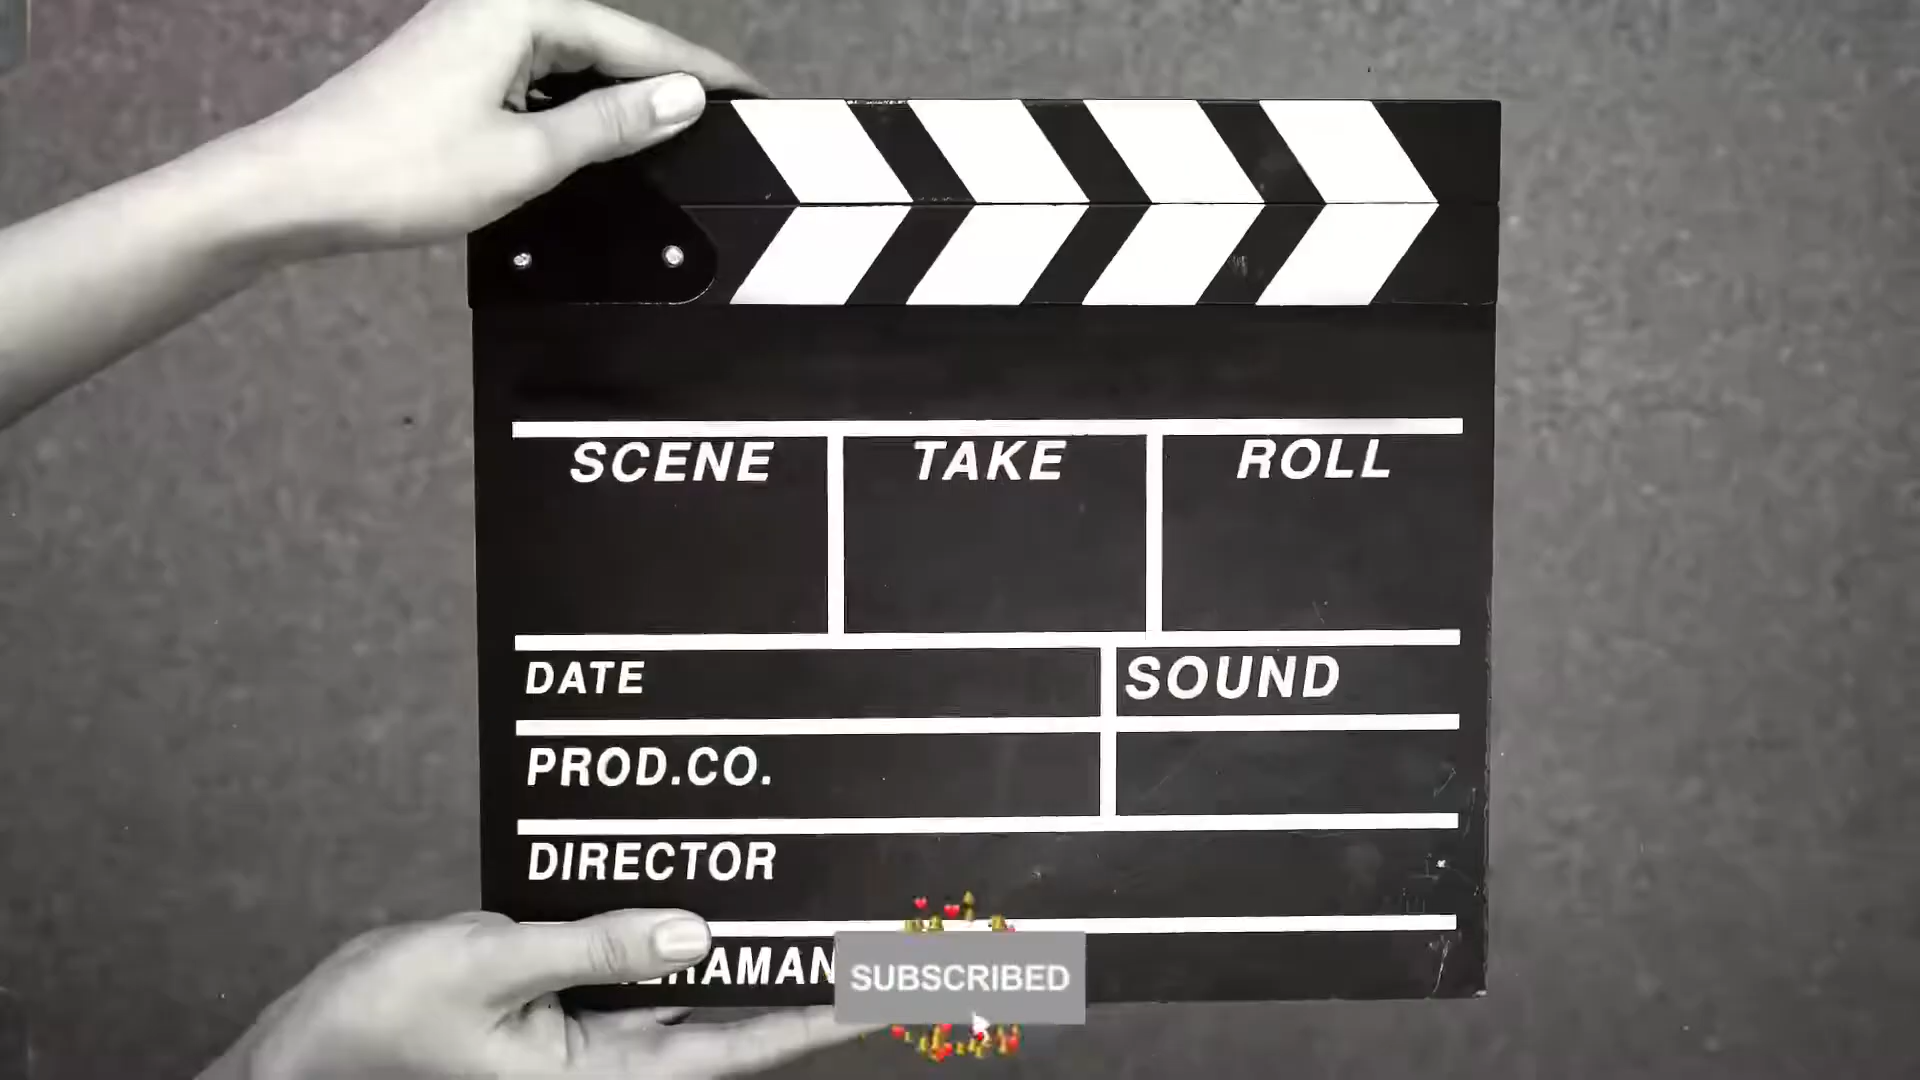 SCENE TAKE ROLL
DATE SOUND
PROD.CO.
DIRECTOR
SUBSCRIBED